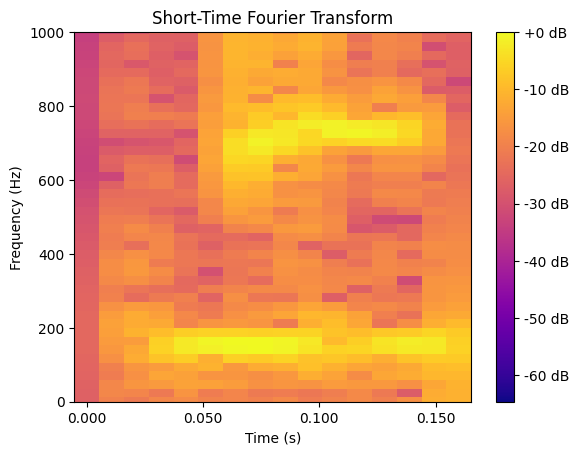 Short-Time Fourier Transform
1000
800
600
400
200
0
Frequency (Hz)
0.000
0.050
0.100
0.150
Time (s)
+0 dB
-10 dB
-20 dB
-30 dB
-40 dB
-50 dB
-60 dB